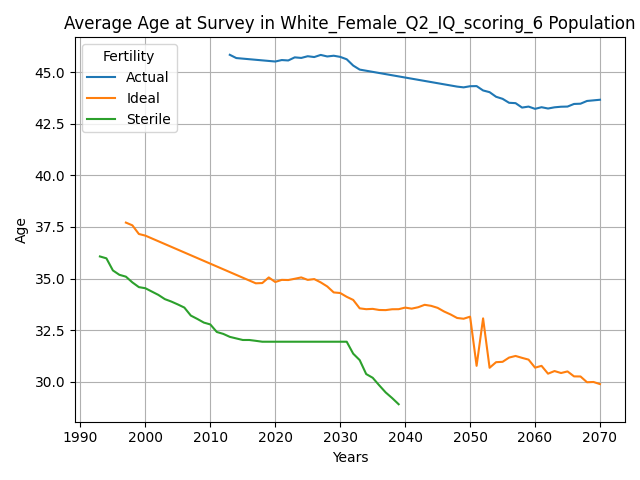 Average Age at Survey in White_Female_Q2_IQ_scoring_6 Population
Fertility
Actual
Ideal
Sterile
Age
45.0
42.5
40.0
37.5
35.0
32.5
30.0
1990 2000 2010 2020 2030 2040 2050 2060 2070
Years